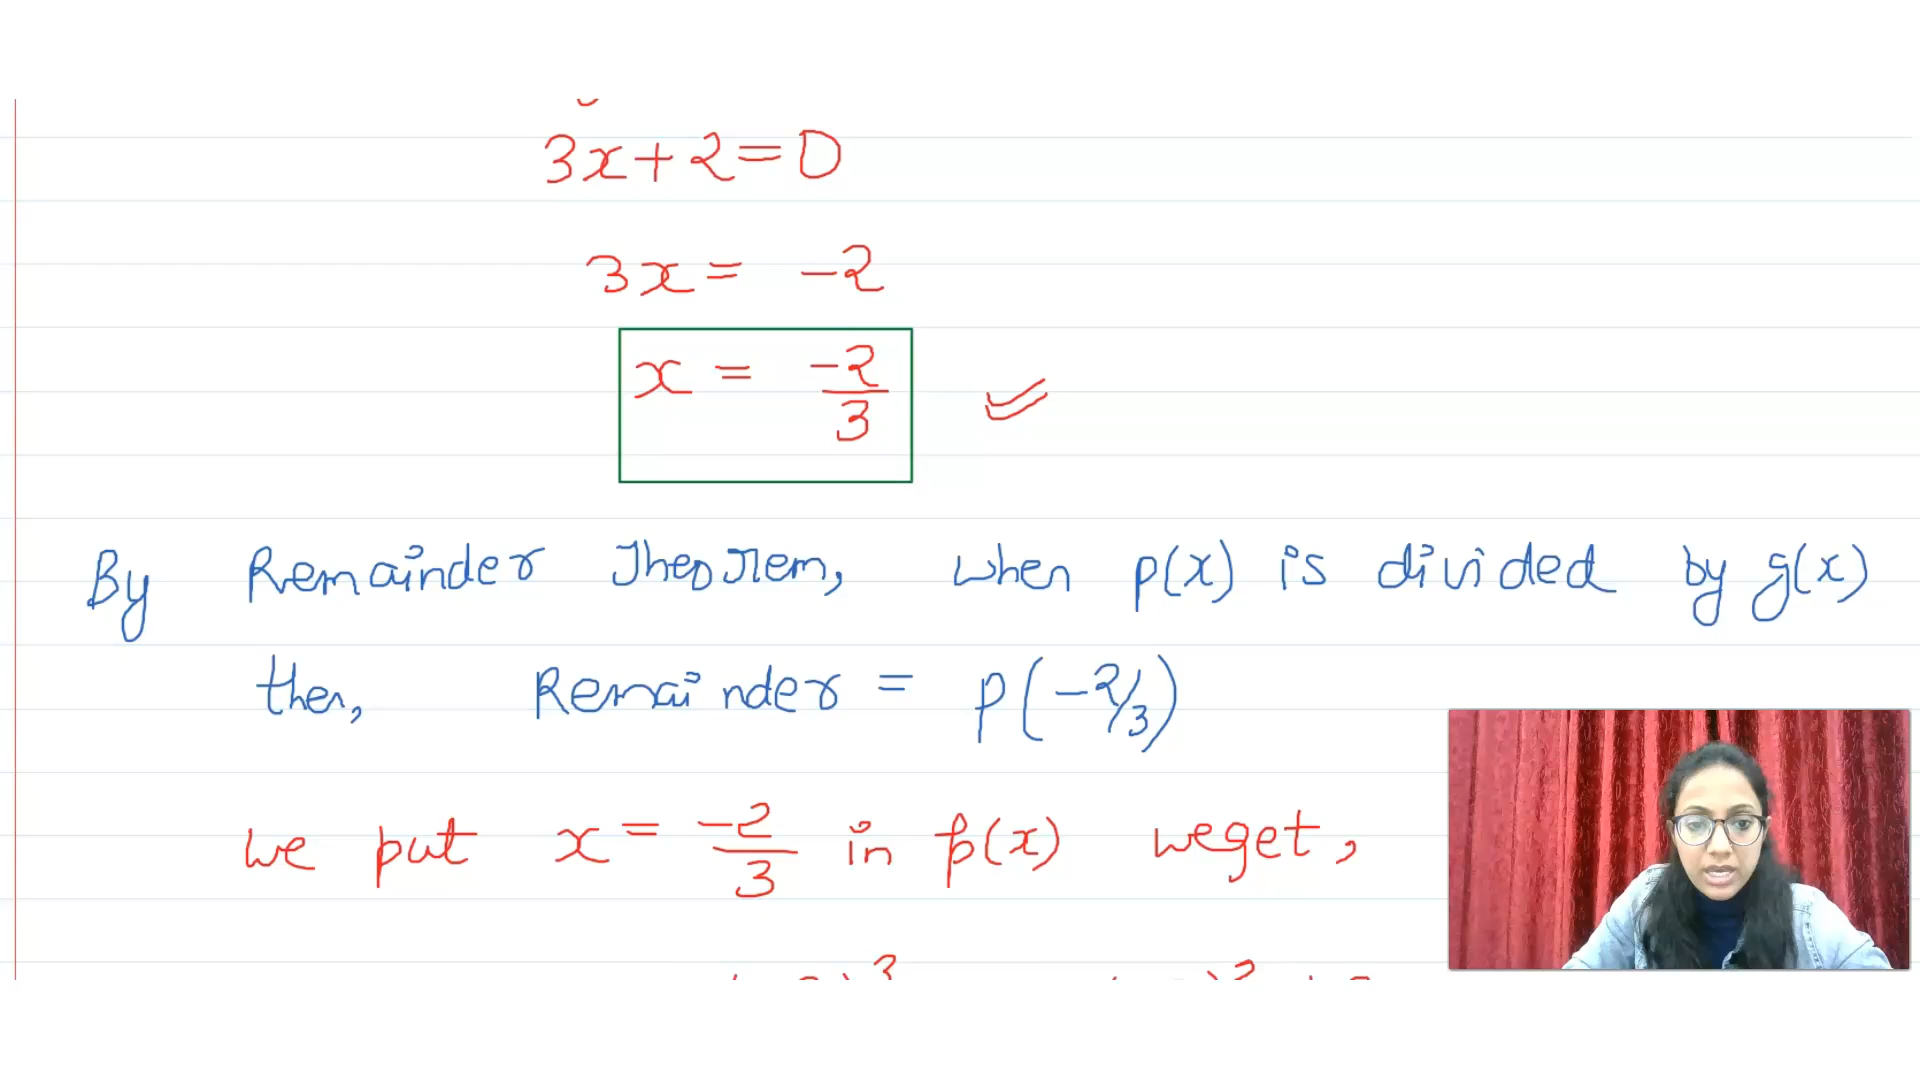 3x+2=0
3x= -2
x = -2/3
By Remainder Theorem, when p(x) is divided by g(x)
then, Remainder = p(-2/3)
we put x = -2/3 in p(x) weget,